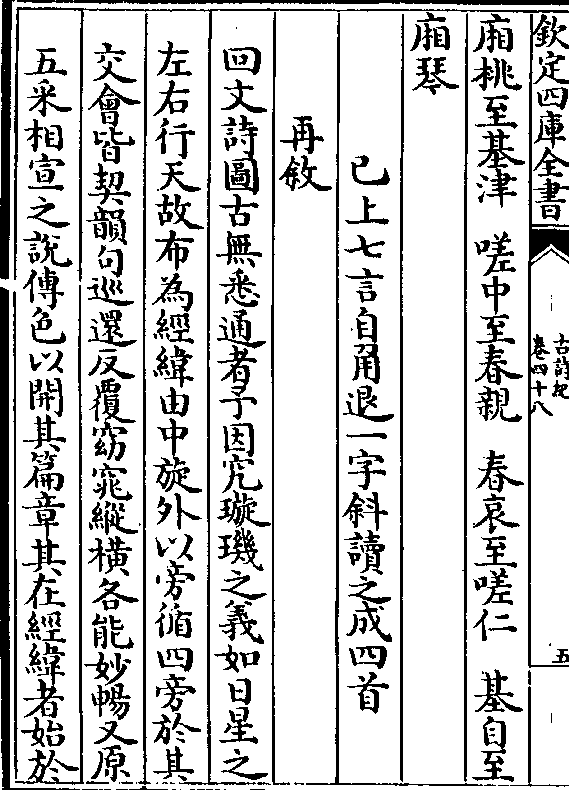 欽定四庫全書
古詩紀
卷四十八
五
廂桃至基津　嗟中至春親　春哀至嗟仁　基自至
廂琴
已上七言自角退一字斜讀之成四首
再敘
回文詩圖古無悉通者予因究璇璣之義如日星之
左右行天故布為經緯由中旋外以旁循四旁於其
交會皆契韻句巡還反覆窈窕縱横各能妙暢又原
五采相宣之說傅色以開其篇章其在經緯者始於